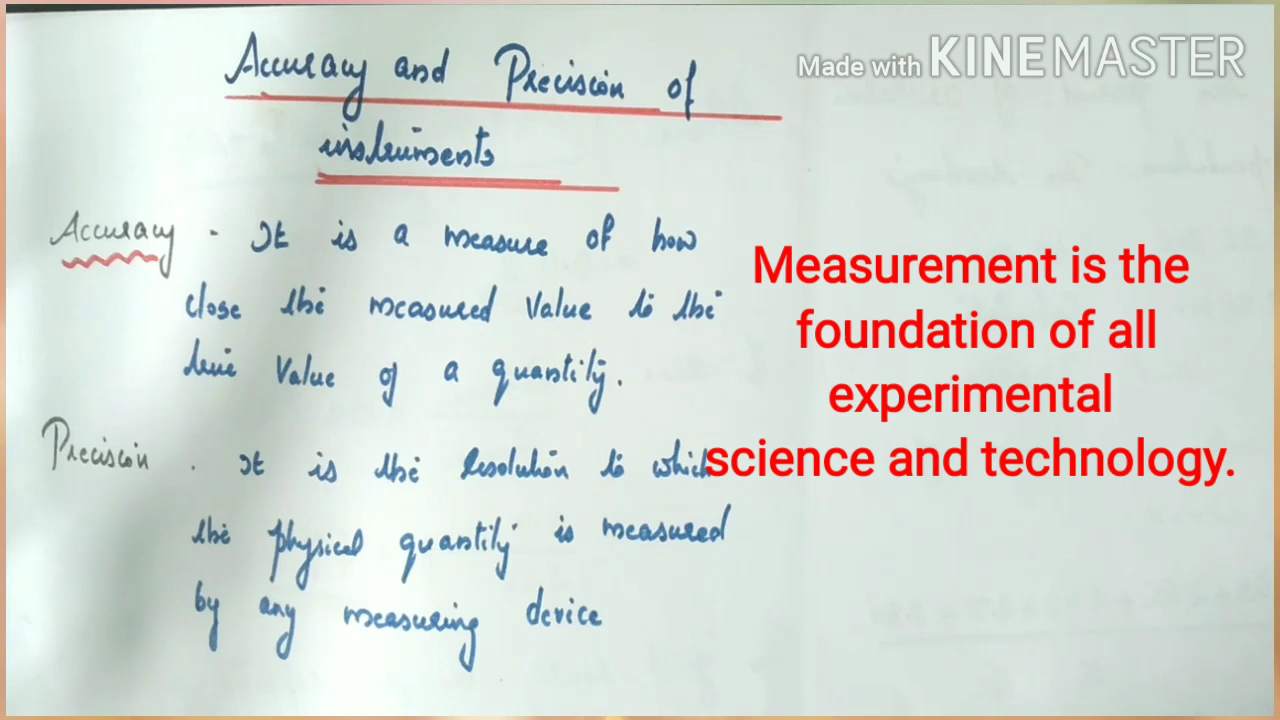 Accuracy and Precision of
instruments
Made with KINEMASTER
Accuracy - It is a measure of how
close the measured value to the
true value of a quantity.
Precision . It is the resolution to which
the physical quantity is measured
by any measuring device
Measurement is the
foundation of all
experimental
science and technology.